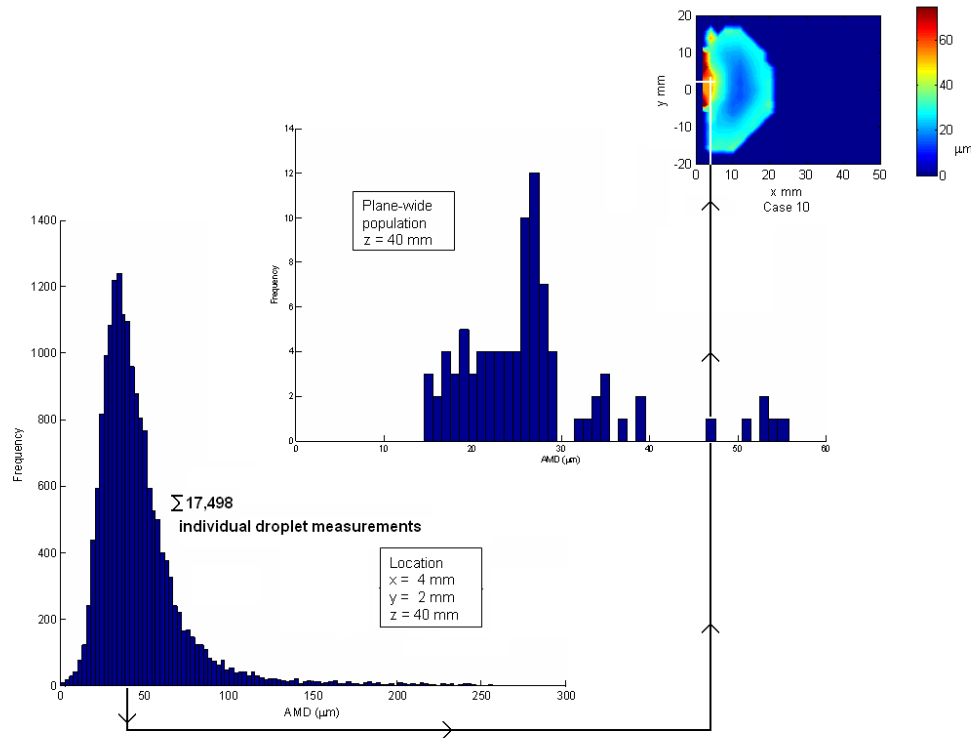 20
10
0
-10
-20
y mm
0 10 20 30 40 50
x mm
Case 10
60
40
20
0
μm
14
12
10
8
6
4
2
0
Frequency
Plane-wide
population
z = 40 mm
0 10 20 30 40 50 60
AMD (μm)
1400
1200
1000
800
600
400
200
0
Frequency
∑ 17,498
individual droplet measurements
Location
x = 4 mm
y = 2 mm
z = 40 mm
0 50 100 150 200 250 300
AMD (μm)